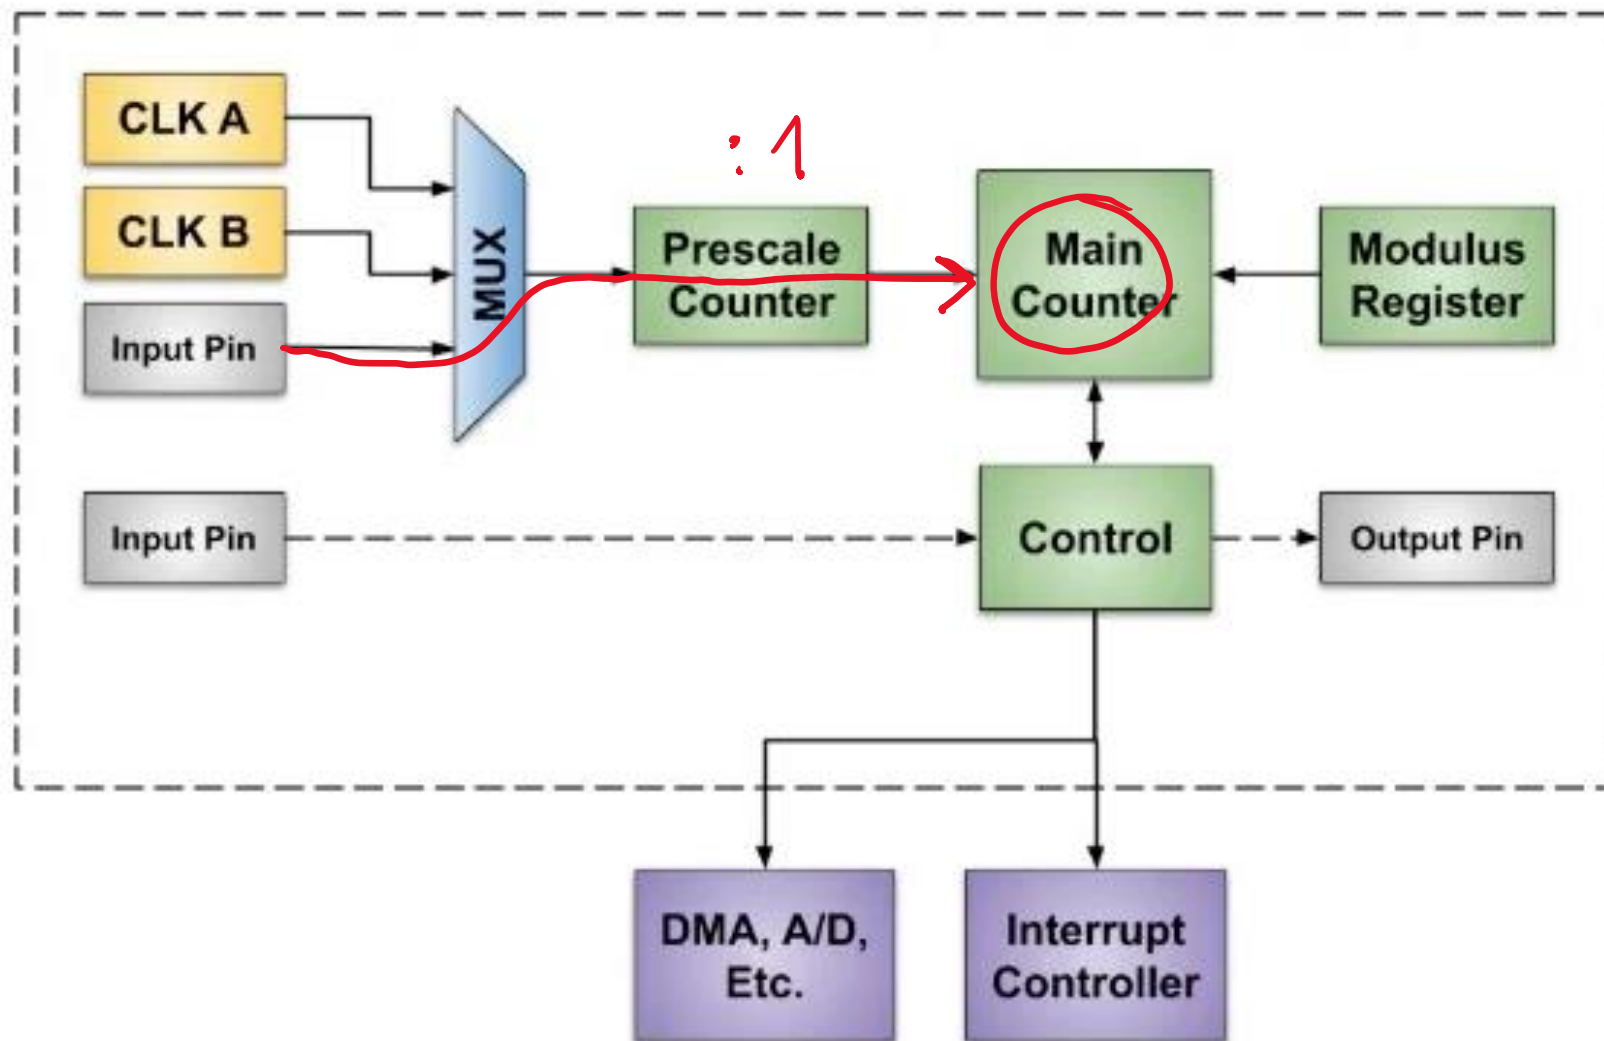 CLK A
CLK B
Input Pin
MUX
: 1
Prescale
Counter
Main
Counter
Modulus
Register
Input Pin
Control
Output Pin
DMA, A/D,
Etc.
Interrupt
Controller